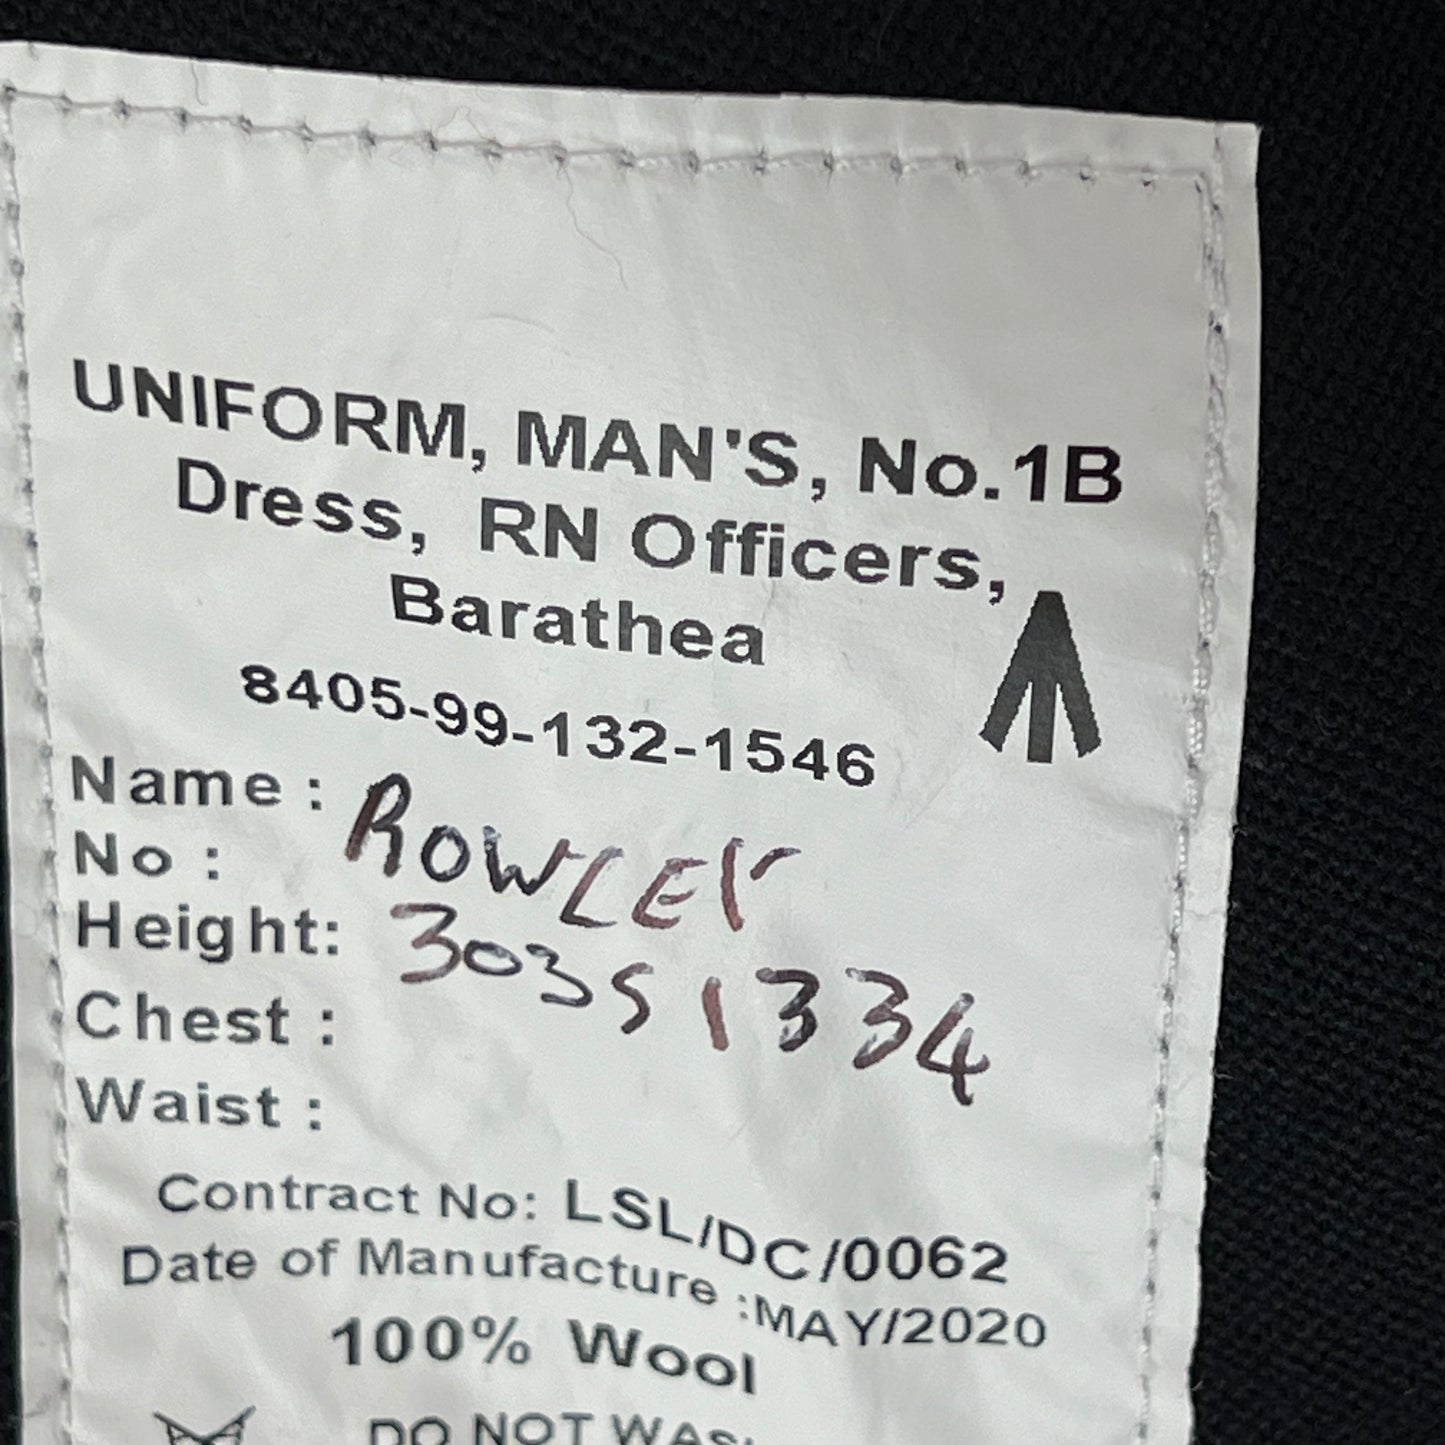 UNIFORM, MAN'S, No.1B
Dress, RN Officers,
Barathea
8405-99-132-1546
Name : ROWLEY
No : 30351334
Height:
Chest :
Waist :
Contract No: LSL/DC/0062
Date of Manufacture :MAY/2020
100% Wool
DO NOT WAS